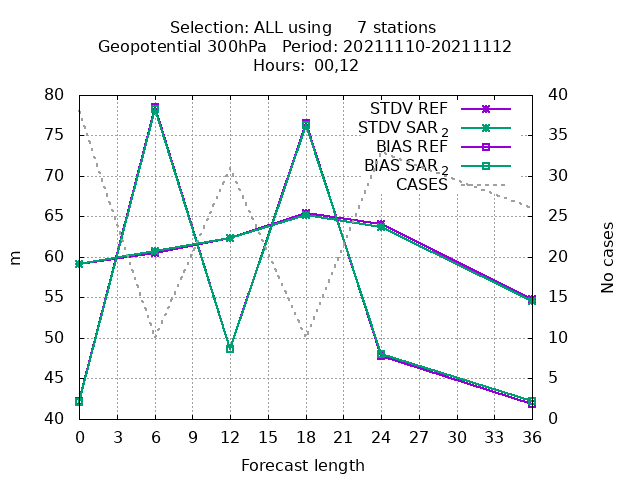 Selection: ALL using     7 stations
Geopotential 300hPa   Period: 20211110-20211112
Hours:  00,12
80
75
70
65
60
55
50
45
40
m
40
35
30
25
20
15
10
5
0
No cases
STDV REF
STDV SAR_2
BIAS REF
BIAS SAR_2
CASES
0 3 6 9 12 15 18 21 24 27 30 33 36
Forecast length